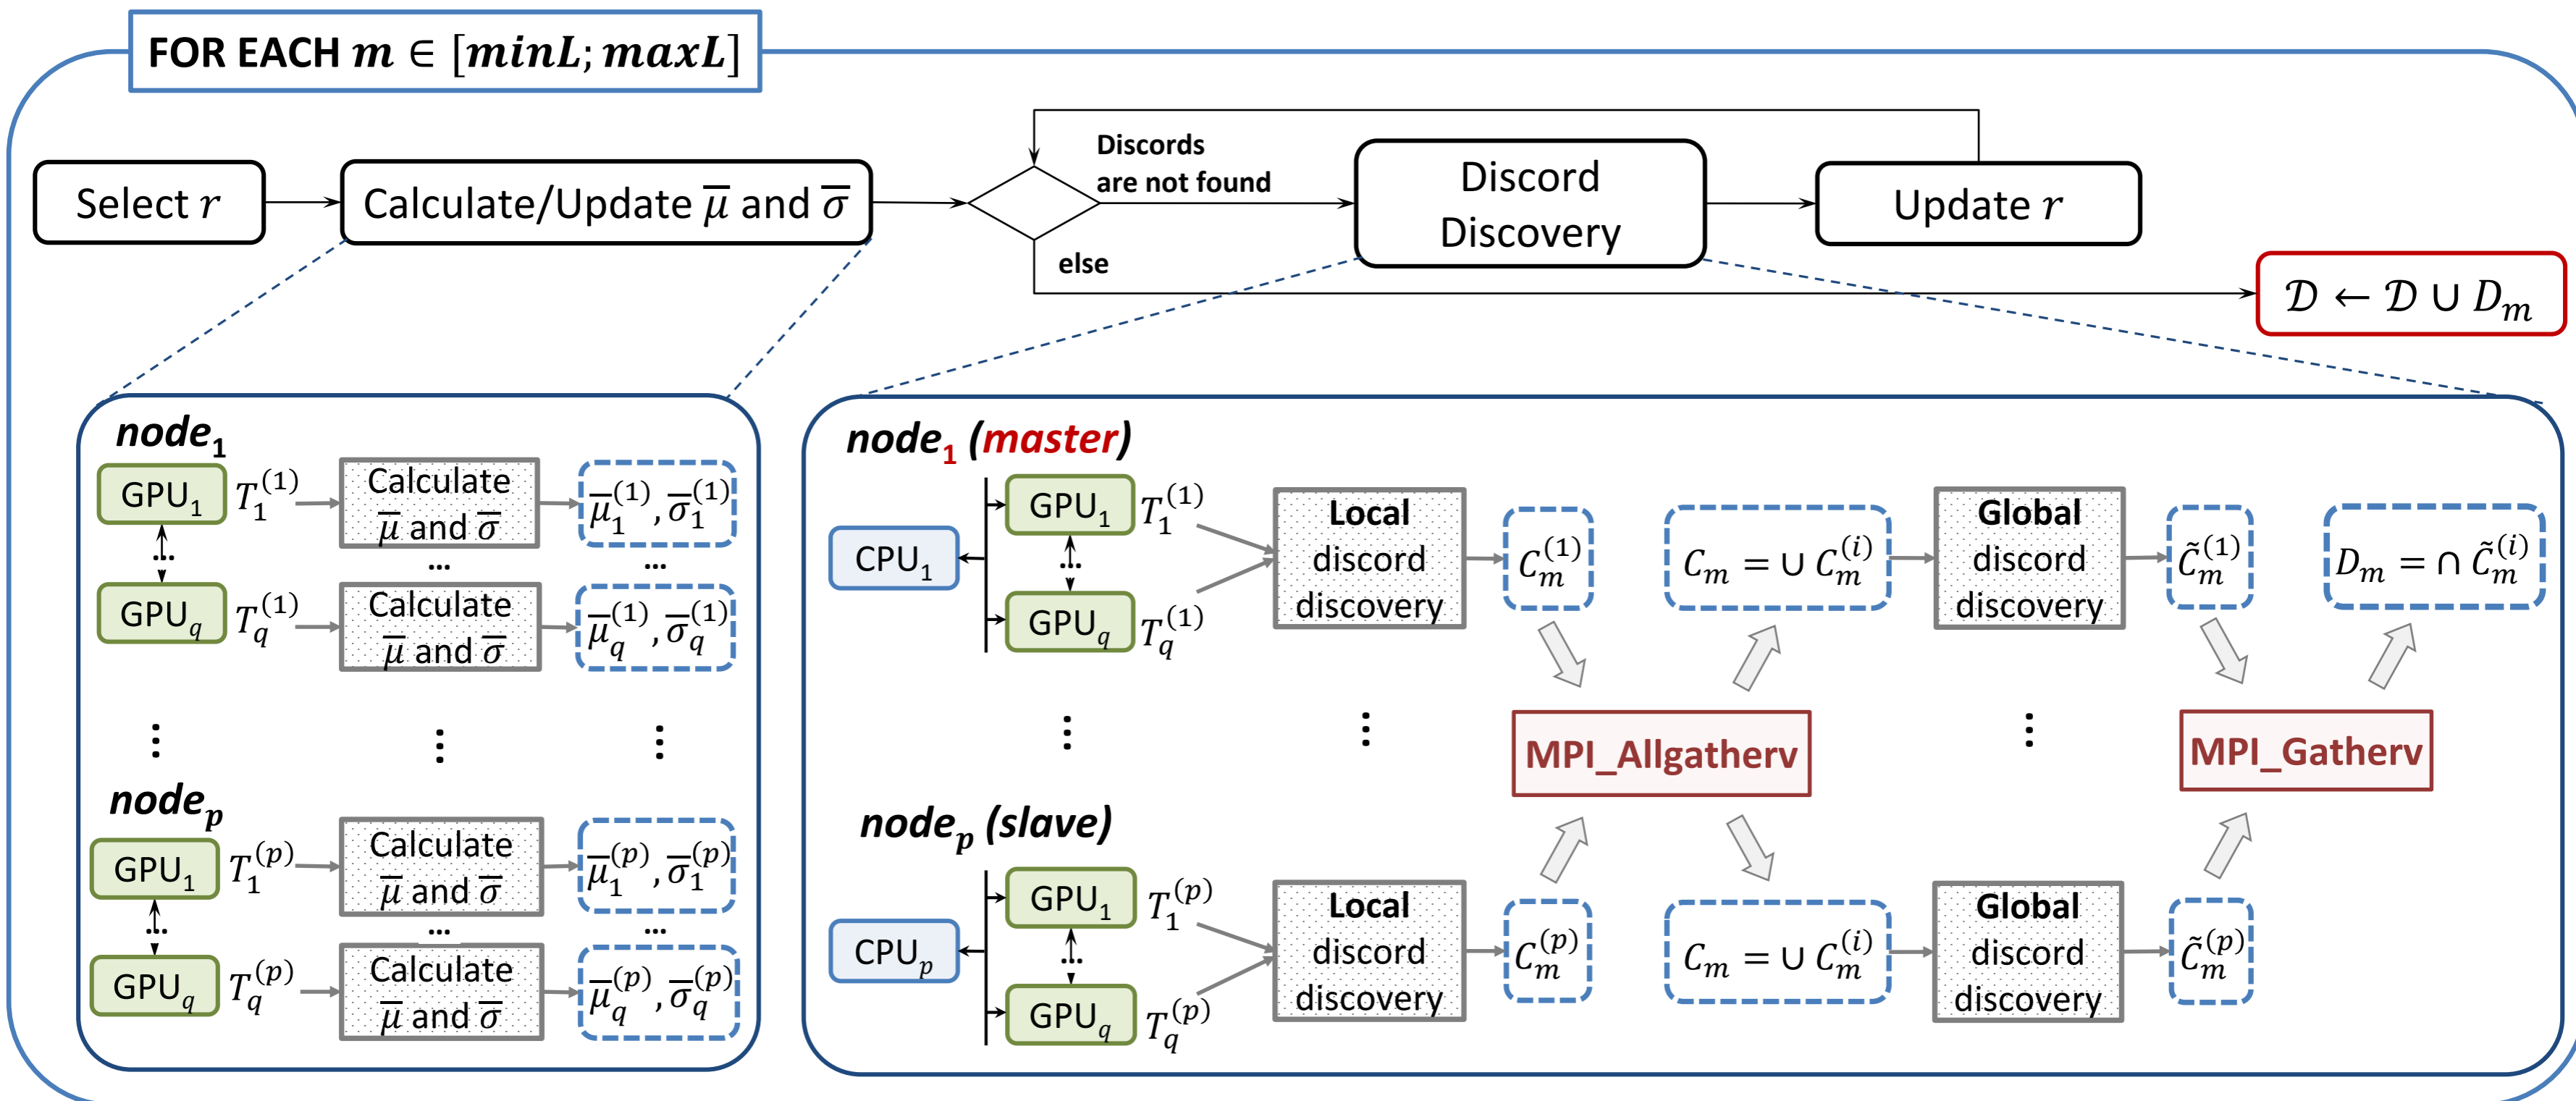 FOR EACH m ∈ [minL; maxL]
Select r
Calculate/Update μ̅ and σ̅
Discords
are not found
else
Discord
Discovery
Update r
𝒟 ← 𝒟 ∪ D_m
node_1
GPU_1
T_1^(1)
Calculate
μ̅ and σ̅
μ̅_1^(1), σ̅_1^(1)
...
...
...
GPU_q
T_q^(1)
Calculate
μ̅ and σ̅
μ̅_q^(1), σ̅_q^(1)
⋮
⋮
⋮
node_p
GPU_1
T_1^(p)
Calculate
μ̅ and σ̅
μ̅_1^(p), σ̅_1^(p)
...
...
...
GPU_q
T_q^(p)
Calculate
μ̅ and σ̅
μ̅_q^(p), σ̅_q^(p)
node_1 (master)
CPU_1
GPU_1
T_1^(1)
...
GPU_q
T_q^(1)
Local
discord
discovery
C_m^(1)
C_m = ∪ C_m^(i)
Global
discord
discovery
C̃_m^(1)
D_m = ∩ C̃_m^(i)
⋮
⋮
MPI_Allgatherv
⋮
MPI_Gatherv
node_p (slave)
CPU_p
GPU_1
T_1^(p)
...
GPU_q
T_q^(p)
Local
discord
discovery
C_m^(p)
C_m = ∪ C_m^(i)
Global
discord
discovery
C̃_m^(p)